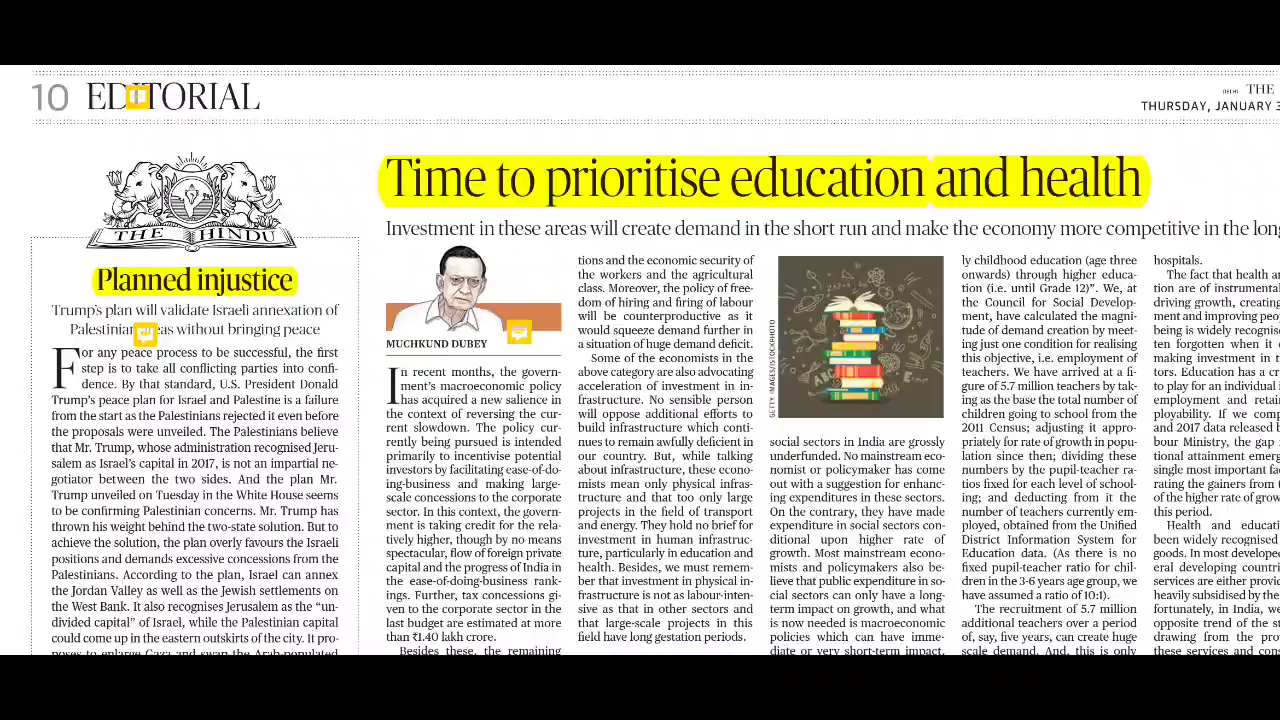 10 EDITORIAL
DELHI THE
THURSDAY, JANUARY 3
THE HINDU
Planned injustice
Trump's plan will validate Israeli annexation of
Palestinian as without bringing peace
For any peace process to be successful, the first
step is to take all conflicting parties into confi-
dence. By that standard, U.S. President Donald
Trump's peace plan for Israel and Palestine is a failure
from the start as the Palestinians rejected it even before
the proposals were unveiled. The Palestinians believe
that Mr. Trump, whose administration recognised Jeru-
salem as Israel's capital in 2017, is not an impartial ne-
gotiator between the two sides. And the plan Mr.
Trump unveiled on Tuesday in the White House seems
to be confirming Palestinian concerns. Mr. Trump has
thrown his weight behind the two-state solution. But to
achieve the solution, the plan overly favours the Israeli
positions and demands excessive concessions from the
Palestinians. According to the plan, Israel can annex
the Jordan Valley as well as the Jewish settlements on
the West Bank. It also recognises Jerusalem as the "un-
divided capital" of Israel, while the Palestinian capital
could come up in the eastern outskirts of the city. It pro-
poses to enlarge Gaza and swap the Arab-populated
Time to prioritise education and health
Investment in these areas will create demand in the short run and make the economy more competitive in the long
MUCHKUND DUBEY
In recent months, the govern-
ment's macroeconomic policy
has acquired a new salience in
the context of reversing the cur-
rent slowdown. The policy cur-
rently being pursued is intended
primarily to incentivise potential
investors by facilitating ease-of-do-
ing-business and making large-
scale concessions to the corporate
sector. In this context, the govern-
ment is taking credit for the rela-
tively higher, though by no means
spectacular, flow of foreign private
capital and the progress of India in
the ease-of-doing-business rank-
ings. Further, tax concessions gi-
ven to the corporate sector in the
last budget are estimated at more
than ₹1.40 lakh crore.
Besides these, the remaining
tions and the economic security of
the workers and the agricultural
class. Moreover, the policy of free-
dom of hiring and firing of labour
will be counterproductive as it
would squeeze demand further in
a situation of huge demand deficit.
Some of the economists in the
above category are also advocating
acceleration of investment in in-
frastructure. No sensible person
will oppose additional efforts to
build infrastructure which conti-
nues to remain awfully deficient in
our country. But, while talking
about infrastructure, these econo-
mists mean only physical infras-
tructure and that too only large
projects in the field of transport
and energy. They hold no brief for
investment in human infrastruc-
ture, particularly in education and
health. Besides, we must remem-
ber that investment in physical in-
frastructure is not as labour-inten-
sive as that in other sectors and
that large-scale projects in this
field have long gestation periods.
GETTY IMAGES/ISTOCKPHOTO
social sectors in India are grossly
underfunded. No mainstream eco-
nomist or policymaker has come
out with a suggestion for enhanc-
ing expenditures in these sectors.
On the contrary, they have made
expenditure in social sectors con-
ditional upon higher rate of
growth. Most mainstream econo-
mists and policymakers also be-
lieve that public expenditure in so-
cial sectors can only have a long-
term impact on growth, and what
is now needed is macroeconomic
policies which can have imme-
diate or very short-term impact.
ly childhood education (age three
onwards) through higher educa-
tion (i.e. until Grade 12)". We, at
the Council for Social Develop-
ment, have calculated the magni-
tude of demand creation by meet-
ing just one condition for realising
this objective, i.e. employment of
teachers. We have arrived at a fi-
gure of 5.7 million teachers by tak-
ing as the base the total number of
children going to school from the
2011 Census; adjusting it appro-
priately for rate of growth in popu-
lation since then; dividing these
numbers by the pupil-teacher ra-
tios fixed for each level of school-
ing; and deducting from it the
number of teachers currently em-
ployed, obtained from the Unified
District Information System for
Education data. (As there is no
fixed pupil-teacher ratio for chil-
dren in the 3-6 years age group, we
have assumed a ratio of 10:1).
The recruitment of 5.7 million
additional teachers over a period
of, say, five years, can create huge
scale demand. And, this is only
hospitals.
The fact that health a
tion are of instrumental
driving growth, creating
ment and improving peo
being is widely recognis
ten forgotten when it c
making investment in t
tors. Education has a cr
to play for an individual
employment and retai
ployability. If we com
and 2017 data released b
bour Ministry, the gap
tional attainment emerg
single most important fa
rating the gainers from t
of the higher rate of grow
this period.
Health and educati
been widely recognised
goods. In most develope
eral developing countri
services are either provi
heavily subsidised by the
fortunately, in India, w
opposite trend of the s
drawing from the pro
these services and cons